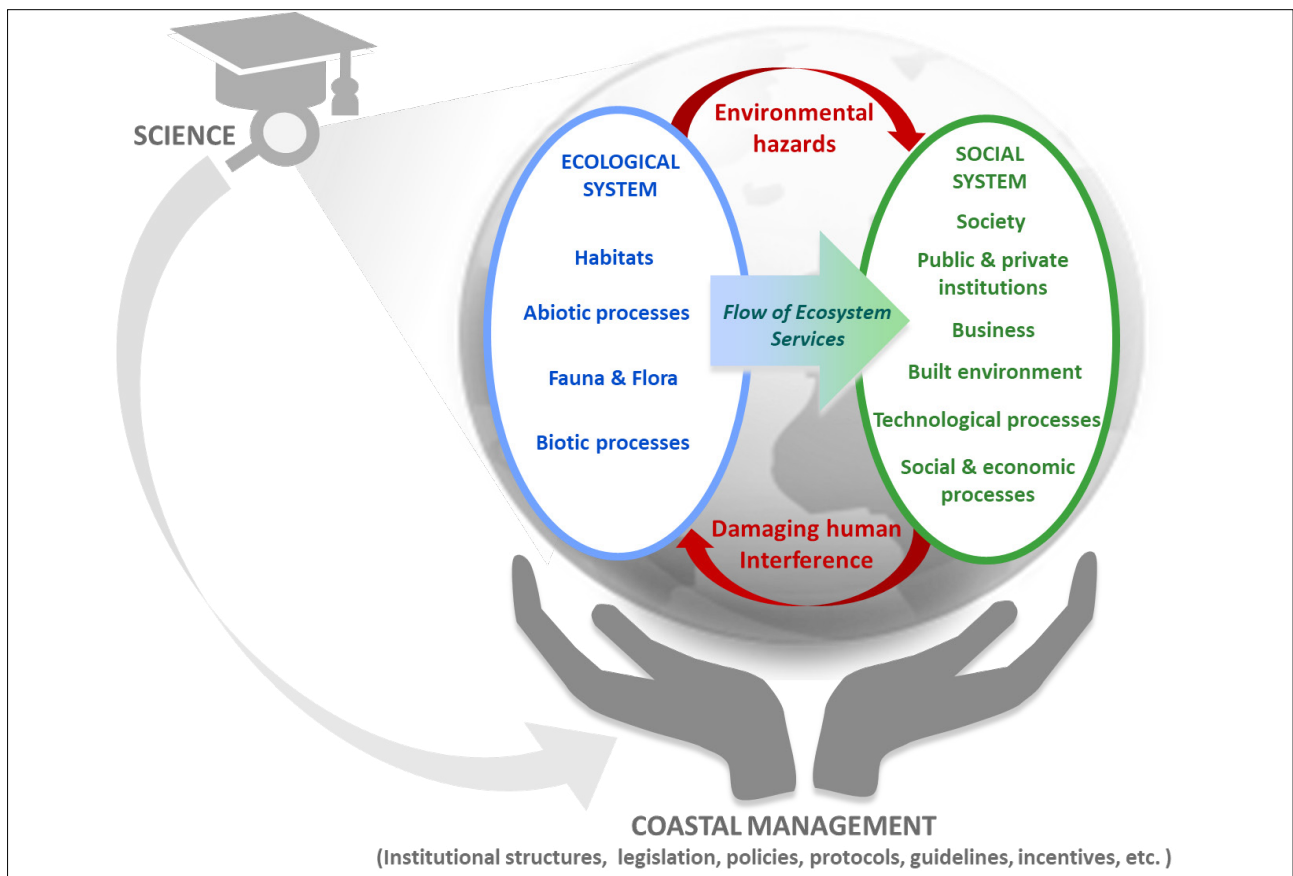 SCIENCE
Environmental
hazards
ECOLOGICAL
SYSTEM
Habitats
Abiotic processes
Fauna & Flora
Biotic processes
Flow of Ecosystem
Services
SOCIAL
SYSTEM
Society
Public & private
institutions
Business
Built environment
Technological processes
Social & economic
processes
Damaging human
Interference
COASTAL MANAGEMENT
(Institutional structures, legislation, policies, protocols, guidelines, incentives, etc. )